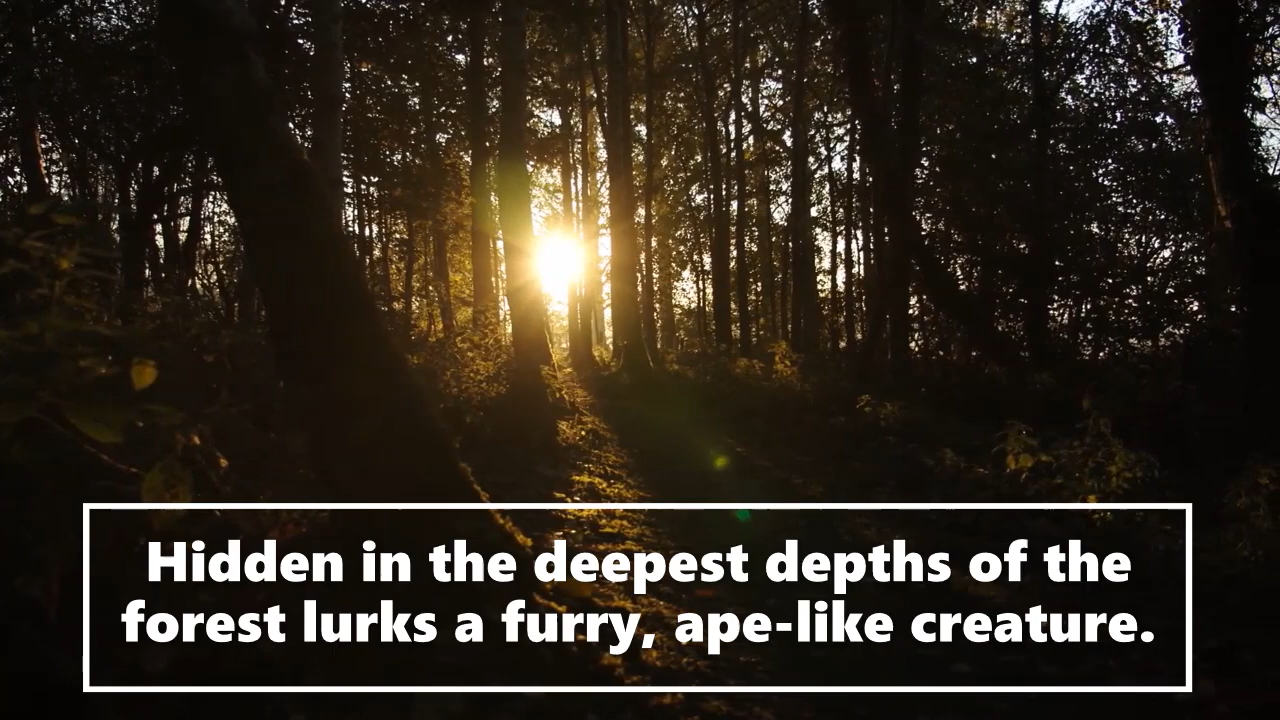 Hidden in the deepest depths of the
forest lurks a furry, ape-like creature.